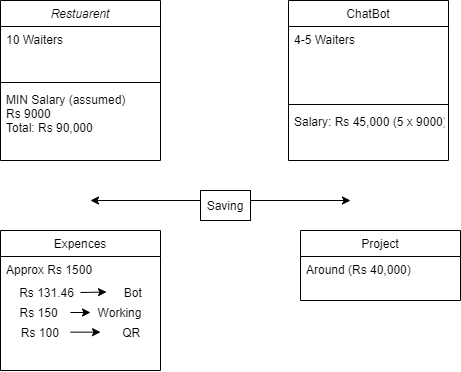 Restuarent
10 Waiters
MIN Salary (assumed)
Rs 9000
Total: Rs 90,000
ChatBot
4-5 Waiters
Salary: Rs 45,000 (5 x 9000)
Saving
Expences
Approx Rs 1500
Rs 131.46 Bot
Rs 150 Working
Rs 100 QR
Project
Around (Rs 40,000)